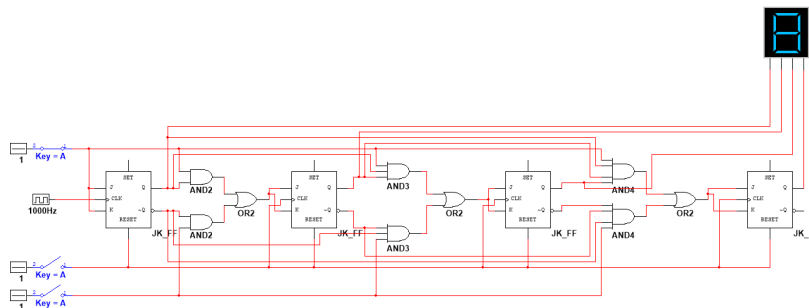 1
Key = A
1000Hz
SET
J Q
CLK
K ~Q
RESET
JK_FF
AND2
AND2
OR2
SET
J Q
CLK
K ~Q
RESET
JK_FF
AND3
AND3
OR2
SET
J Q
CLK
K ~Q
RESET
JK_FF
AND4
AND4
OR2
SET
J Q
CLK
K ~Q
RESET
JK_
1
Key = A
1
Key = A